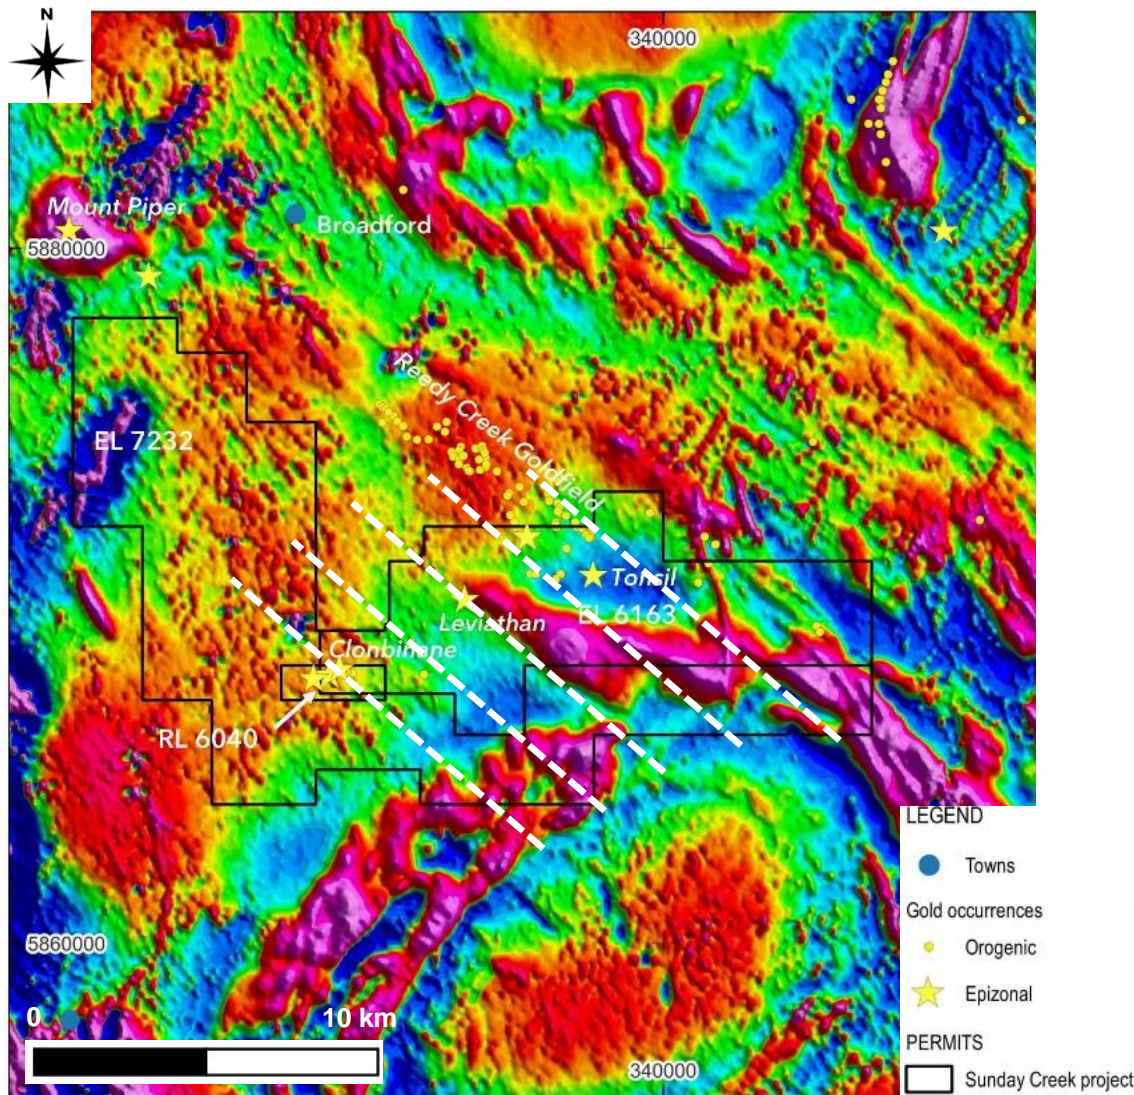 N
340000
Mount Piper
Broadford
5880000
Reedy Creek Goldfield
EL 7232
Tonsil
EL 6163
Leviathan
Clonbinane
RL 6040
LEGEND
Towns
Gold occurrences
Orogenic
Epizonal
PERMITS
Sunday Creek project
5860000
0
10 km
340000